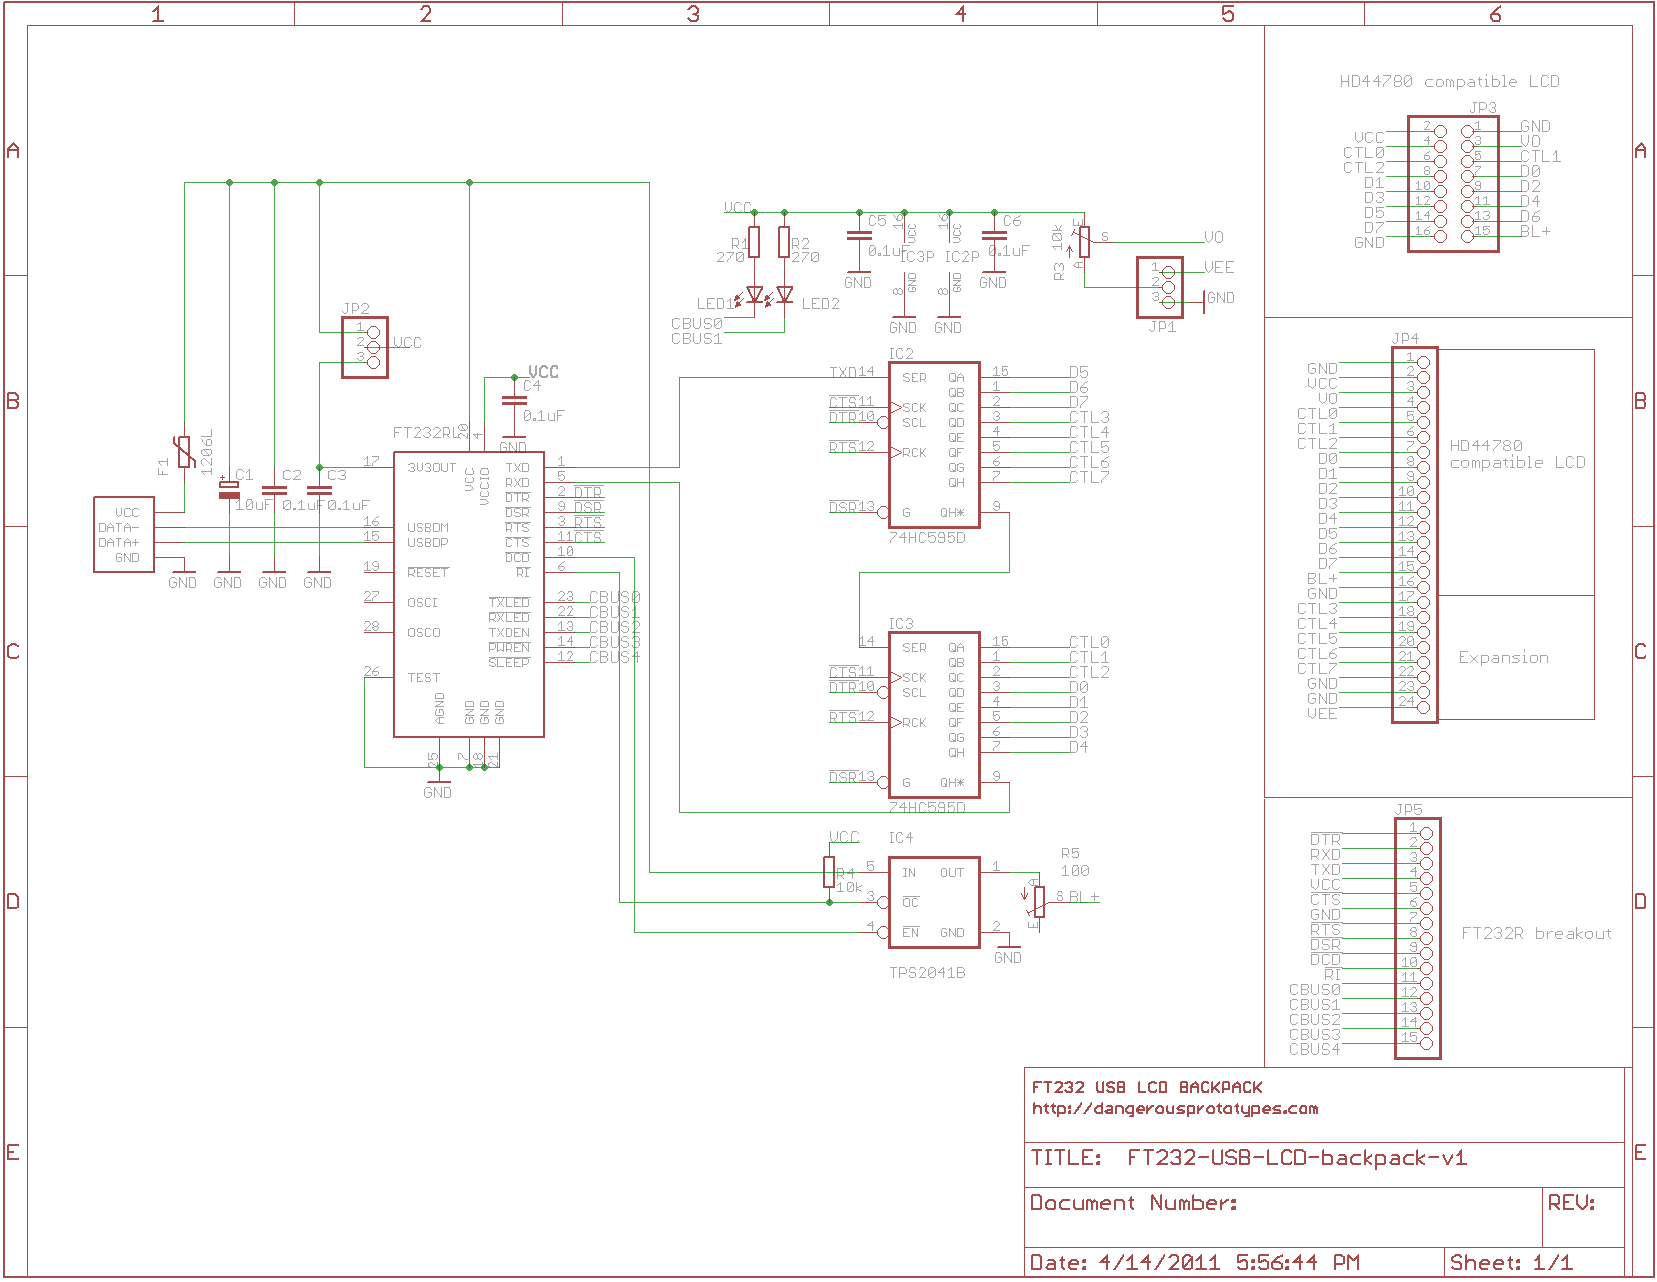 1 2 3 4 5 6
A
B
C
D
E
A
B
C
D
E
VCC
DATA-
DATA+
GND
F1
1206L
GND
C1
10uF
GND
C2
0.1uF
GND
C3
0.1uF
GND
JP2
1
2
3
VCC
VCC
C4
0.1uF
GND
FT232RL
20
4
17 3V3OUT
16 USBDM
15 USBDP
19 RESET
27 OSCI
28 OSCO
26 TEST
VCC
VCCIO
TXD 1
RXD 5
DTR 2 DTR
DSR 9 DSR
RTS 3 RTS
CTS 11 CTS
DCD 10
RI 6
TXLED 23 CBUS0
RXLED 22 CBUS1
TXDEN 13 CBUS2
PWREN 14 CBUS3
SLEEP 12 CBUS4
AGND GND GND GND
25 7 18 21
GND
VCC
R1
270
R2
270
LED1
LED2
CBUS0
CBUS1
C5
0.1uF
GND
16
VCC
IC3P
8
GND
GND
16
VCC
IC2P
8
GND
GND
C6
0.1uF
GND
R3
10k
E
A
S
VO
1
2
3
VEE
GND
JP1
IC2
TXD 14 SER QA 15 D5
QB 1 D6
CTS 11 SCK QC 2 D7
DTR 10 SCL QD 3 CTL3
QE 4 CTL4
RTS 12 RCK QF 5 CTL5
QG 6 CTL6
QH 7 CTL7
DSR 13 G QH* 9
74HC595D
IC3
14 SER QA 15 CTL0
QB 1 CTL1
CTS 11 SCK QC 2 CTL2
DTR 10 SCL QD 3 D0
QE 4 D1
RTS 12 RCK QF 5 D2
QG 6 D3
QH 7 D4
DSR 13 G QH* 9
74HC595D
VCC
R4
10k
IC4
5 IN OUT 1
3 OC
4 EN GND 2
TPS2041B
GND
R5
100
A
E
S BL+
HD44780 compatible LCD
JP3
VCC 2 1 GND
CTL0 4 3 VO
CTL2 6 5 CTL1
D1 8 7 D0
D3 10 9 D2
D5 12 11 D4
D7 14 13 D6
GND 16 15 BL+
JP4
GND 1
VCC 2
VO 3
CTL0 4
CTL1 5
CTL2 6
D0 7
D1 8
D2 9
D3 10
D4 11
D5 12
D6 13
D7 14
BL+ 15
GND 16
CTL3 17
CTL4 18
CTL5 19
CTL6 20
CTL7 21
GND 22
GND 23
VEE 24
HD44780
compatible LCD
Expansion
JP5
DTR 1
RXD 2
TXD 3
VCC 4
CTS 5
GND 6
RTS 7
DSR 8
DCD 9
RI 10
CBUS0 11
CBUS1 12
CBUS2 13
CBUS3 14
CBUS4 15
FT232R breakout
FT232 USB LCD BACKPACK
http://dangerousprototypes.com
TITLE: FT232-USB-LCD-backpack-v1
Document Number:
REV:
Date: 4/14/2011 5:56:44 PM
Sheet: 1/1